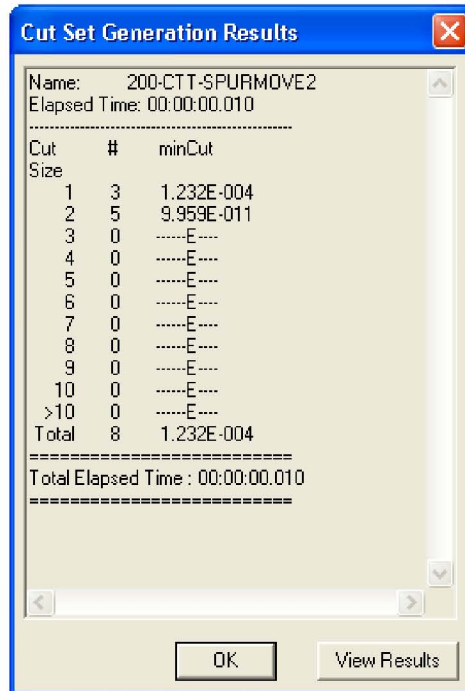 Cut Set Generation Results
Name: 200-CTT-SPURMOVE2
Elapsed Time: 00:00:00.010
--------------------------------------------------
Cut # minCut
Size
1 3 1.232E-004
2 5 9.959E-011
3 0 ------E----
4 0 ------E----
5 0 ------E----
6 0 ------E----
7 0 ------E----
8 0 ------E----
9 0 ------E----
10 0 ------E----
>10 0 ------E----
Total 8 1.232E-004
===========================
Total Elapsed Time : 00:00:00.010
===========================
OK View Results